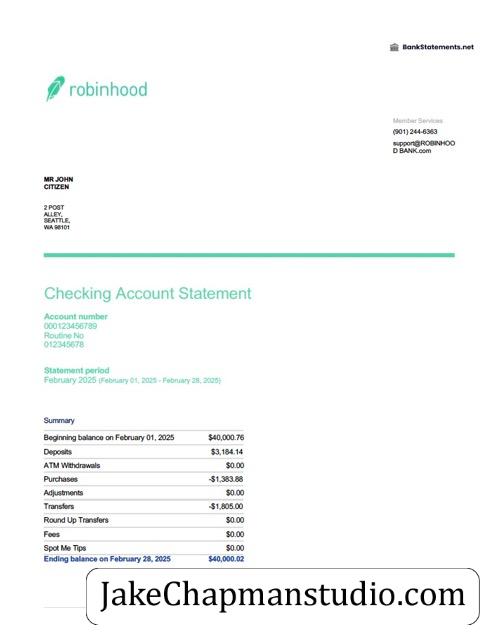 BankStatements.net
robinhood
Member Services
(901) 244-6363
support@ROBINHOO
D BANK.com
MR JOHN
CITIZEN
2 POST
ALLEY,
SEATTLE,
WA 98101
Checking Account Statement
Account number
000123456789
Routine No
012345678
Statement period
February 2025 (February 01, 2025 - February 28, 2025)
Summary
Beginning balance on February 01, 2025 $40,000.76
Deposits $3,184.14
ATM Withdrawals $0.00
Purchases -$1,383.88
Adjustments $0.00
Transfers -$1,805.00
Round Up Transfers $0.00
Fees $0.00
Spot Me Tips $0.00
Ending balance on February 28, 2025 $40,000.02
JakeChapmanstudio.com